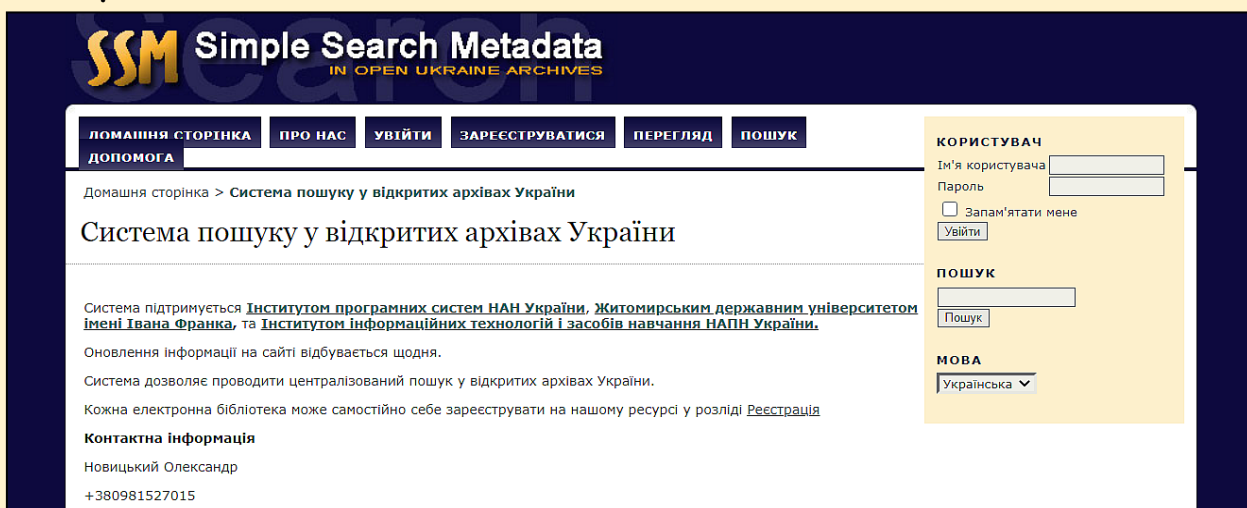 Search
SSM Simple Search Metadata
IN OPEN UKRAINE ARCHIVES
ДОМАШНЯ СТОРІНКА ПРО НАС УВІЙТИ ЗАРЕЄСТРУВАТИСЯ ПЕРЕГЛЯД ПОШУК
ДОПОМОГА
Домашня сторінка > Система пошуку у відкритих архівах України
Система пошуку у відкритих архівах України
Система підтримується Інститутом програмних систем НАН України, Житомирським державним університетом
імені Івана Франка, та Інститутом інформаційних технологій і засобів навчання НАПН України.
Оновлення інформації на сайті відбувається щодня.
Система дозволяє проводити централізований пошук у відкритих архівах України.
Кожна електронна бібліотека може самостійно себе зареєструвати на нашому ресурсі у розліді Реєстрація
Контактна інформація
Новицький Олександр
+380981527015
КОРИСТУВАЧ
Ім'я користувача
Пароль
Запам'ятати мене
Увійти
ПОШУК
Пошук
МОВА
Українська